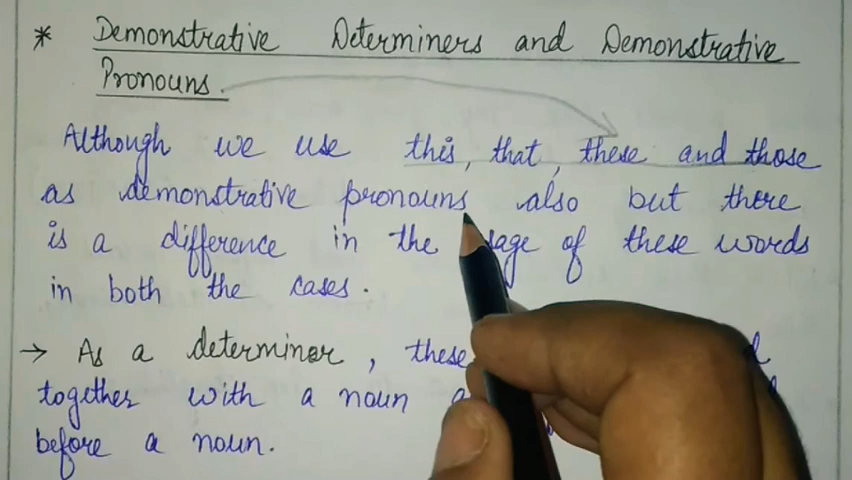 * Demonstrative Determiners and Demonstrative
Pronouns.
Although we use this, that, these and those
as demonstrative pronouns also but there
is a difference in the usage of these words
in both the cases.
→ As a determiner, these
together with a noun
before a noun.